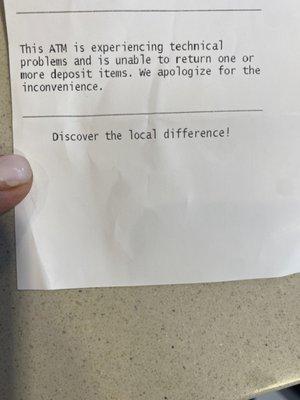 This ATM is experiencing technical
problems and is unable to return one or
more deposit items. We apologize for the
inconvenience.
Discover the local difference!